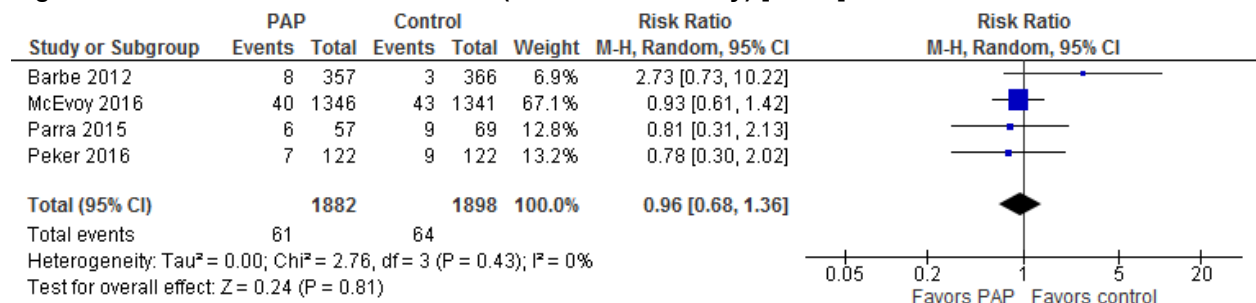 PAP Control Risk Ratio Risk Ratio
Study or Subgroup Events Total Events Total Weight M-H, Random, 95% CI M-H, Random, 95% CI
Barbe 2012 8 357 3 366 6.9% 2.73 [0.73, 10.22]
McEvoy 2016 40 1346 43 1341 67.1% 0.93 [0.61, 1.42]
Parra 2015 6 57 9 69 12.8% 0.81 [0.31, 2.13]
Peker 2016 7 122 9 122 13.2% 0.78 [0.30, 2.02]
Total (95% CI) 1882 1898 100.0% 0.96 [0.68, 1.36]
Total events 61 64
Heterogeneity: Tau² = 0.00; Chi² = 2.76, df = 3 (P = 0.43); I² = 0%
Test for overall effect: Z = 0.24 (P = 0.81)
0.05 0.2 1 5 20
Favors PAP Favors control